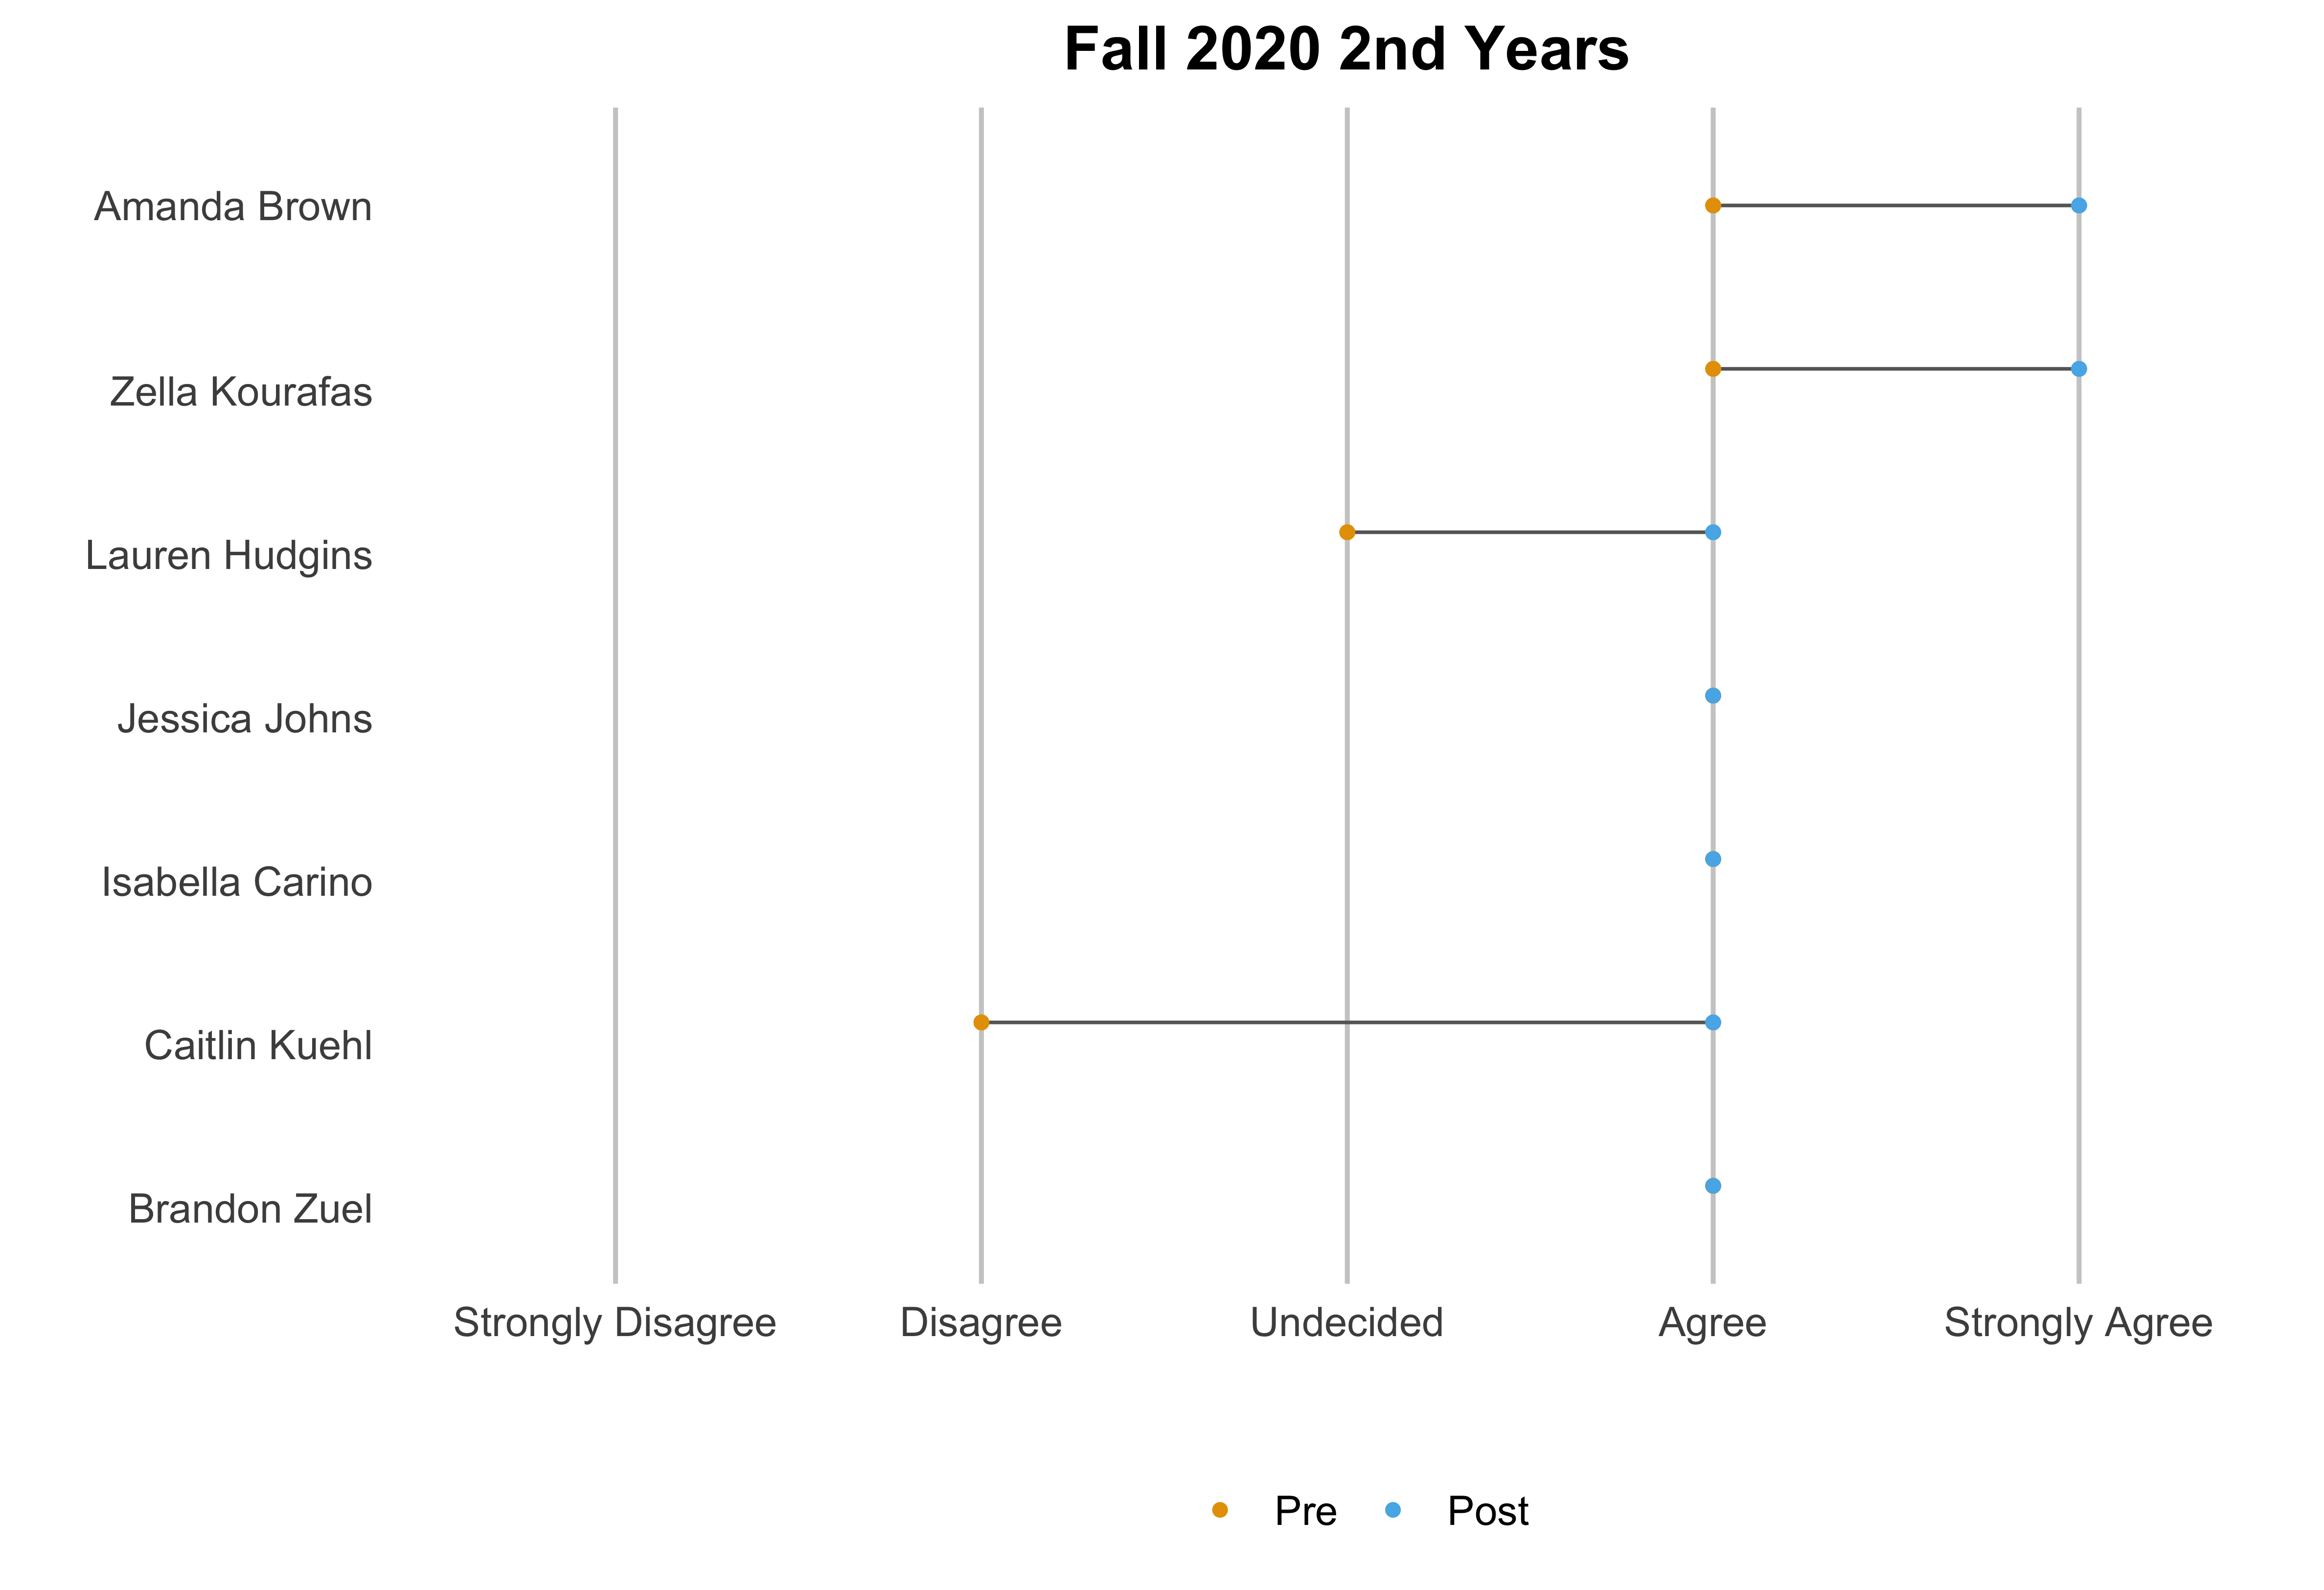 Fall 2020 2nd Years
Amanda Brown
Zella Kourafas
Lauren Hudgins
Jessica Johns
Isabella Carino
Caitlin Kuehl
Brandon Zuel
Strongly Disagree Disagree Undecided Agree Strongly Agree
Pre Post